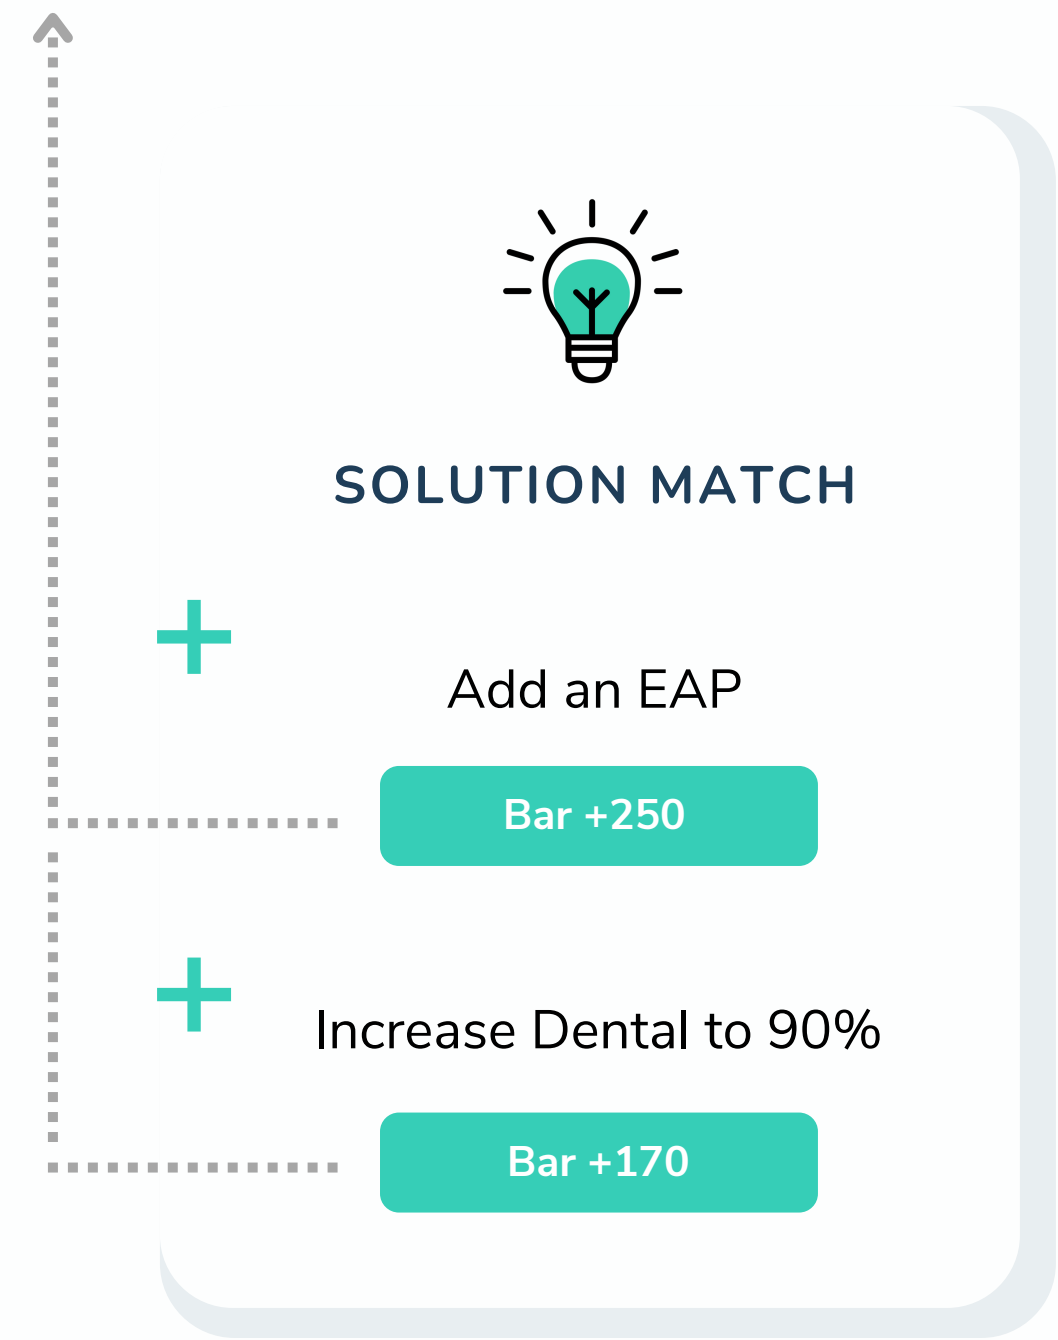 SOLUTION MATCH
Add an EAP
Bar +250
Increase Dental to 90%
Bar +170